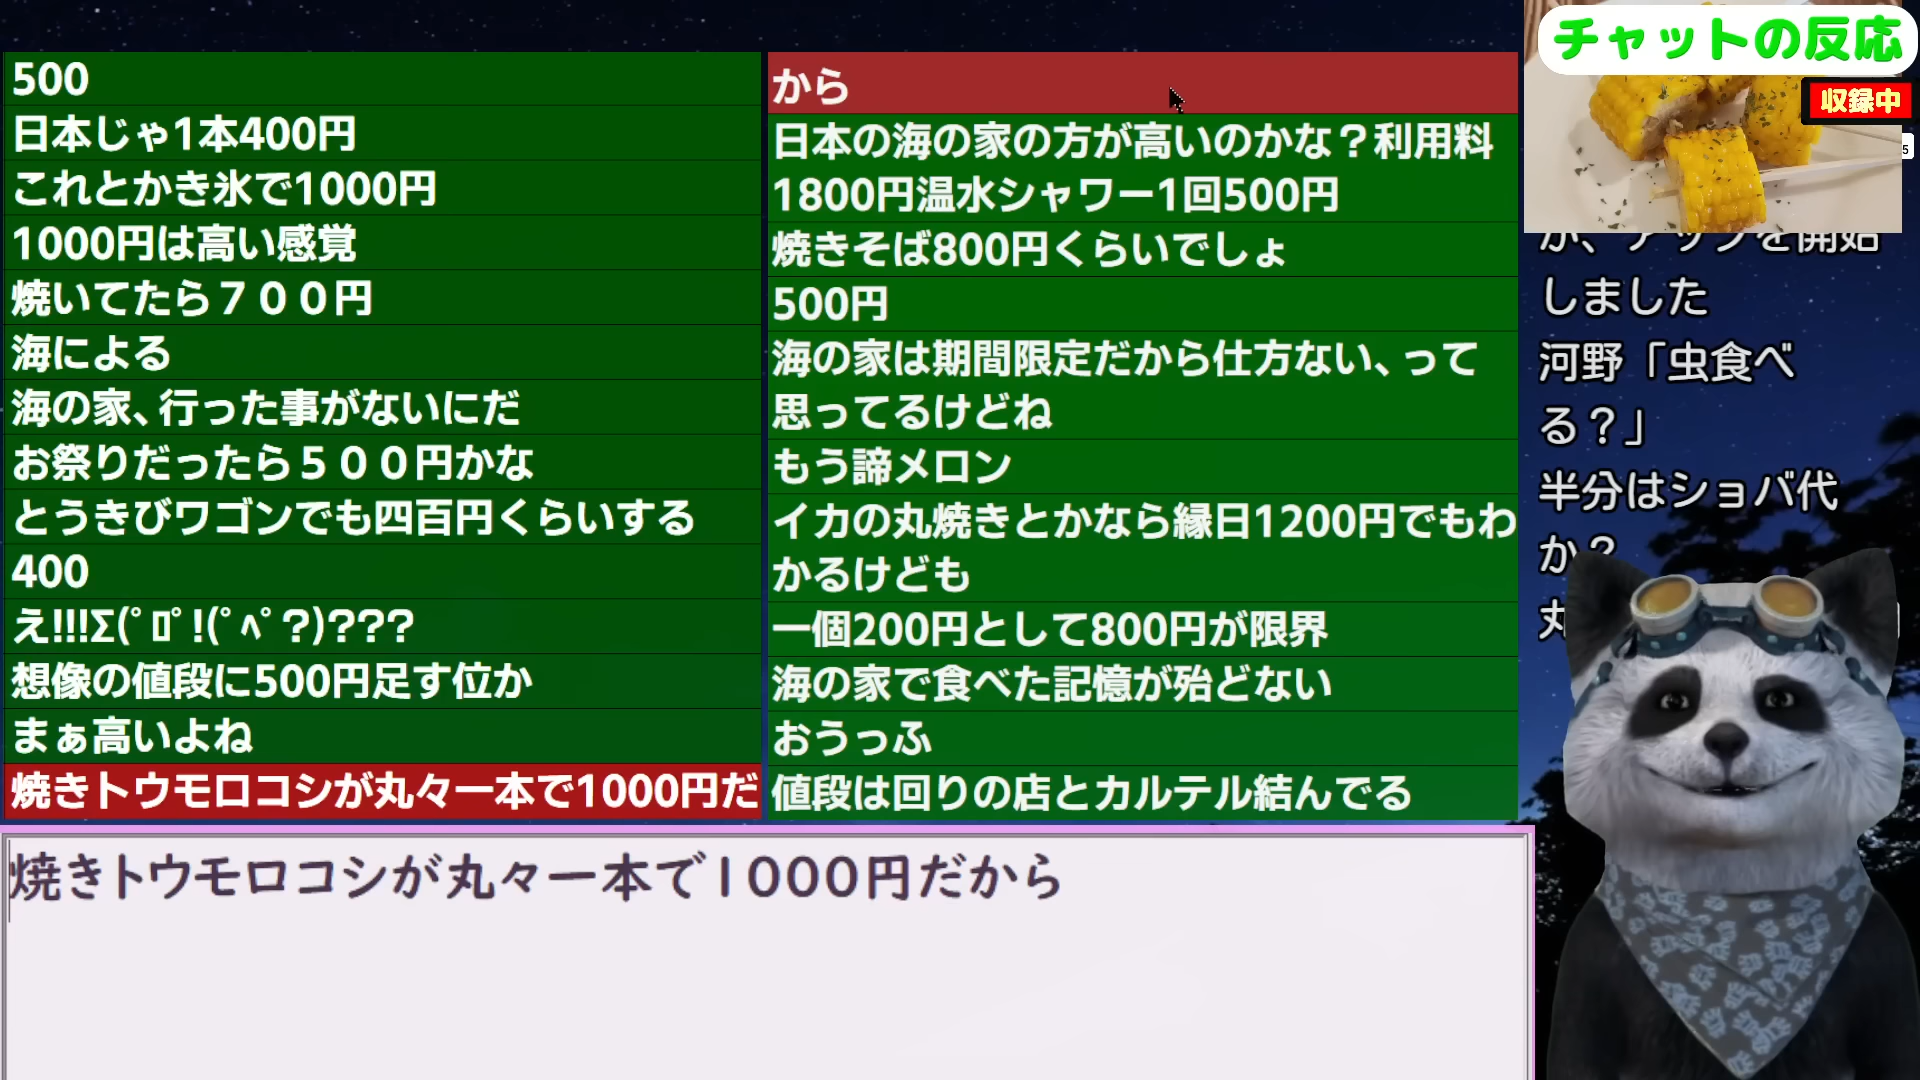 500
日本じゃ1本400円
これとかき氷で1000円
1000円は高い感覚
焼いてたら７００円
海による
海の家、行った事がないにだ
お祭りだったら５００円かな
とうきびワゴンでも四百円くらいする
400
え!!!Σ(ﾟﾛﾟ!(ﾟﾍﾟ?)???
想像の値段に500円足す位か
まぁ高いよね
焼きトウモロコシが丸々一本で1000円だ
から
日本の海の家の方が高いのかな？利用料
1800円温水シャワー1回500円
焼きそば800円くらいでしょ
500円
海の家は期間限定だから仕方ない、って
思ってるけどね
もう諦メロン
イカの丸焼きとかなら縁日1200円でもわ
かるけども
一個200円として800円が限界
海の家で食べた記憶が殆どない
おうっふ
値段は回りの店とカルテル結んでる
焼きトウモロコシが丸々一本で1000円だから
チャットの反応
収録中
5
か、アップを開始
しました
河野「虫食べ
る？」
半分はショバ代
か？